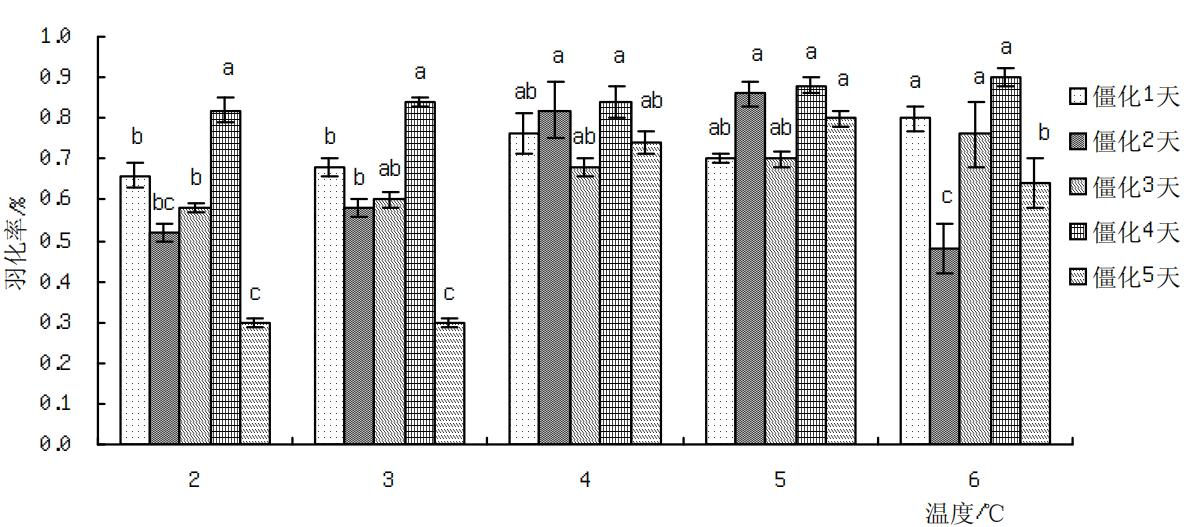 羽化率/%
1.0
0.9
0.8
0.7
0.6
0.5
0.4
0.3
0.2
0.1
0.0
b bc b a c
b b ab a c
ab a ab a ab
ab a ab a a
a c a a b
2 3 4 5 6
温度/℃
僵化1天
僵化2天
僵化3天
僵化4天
僵化5天